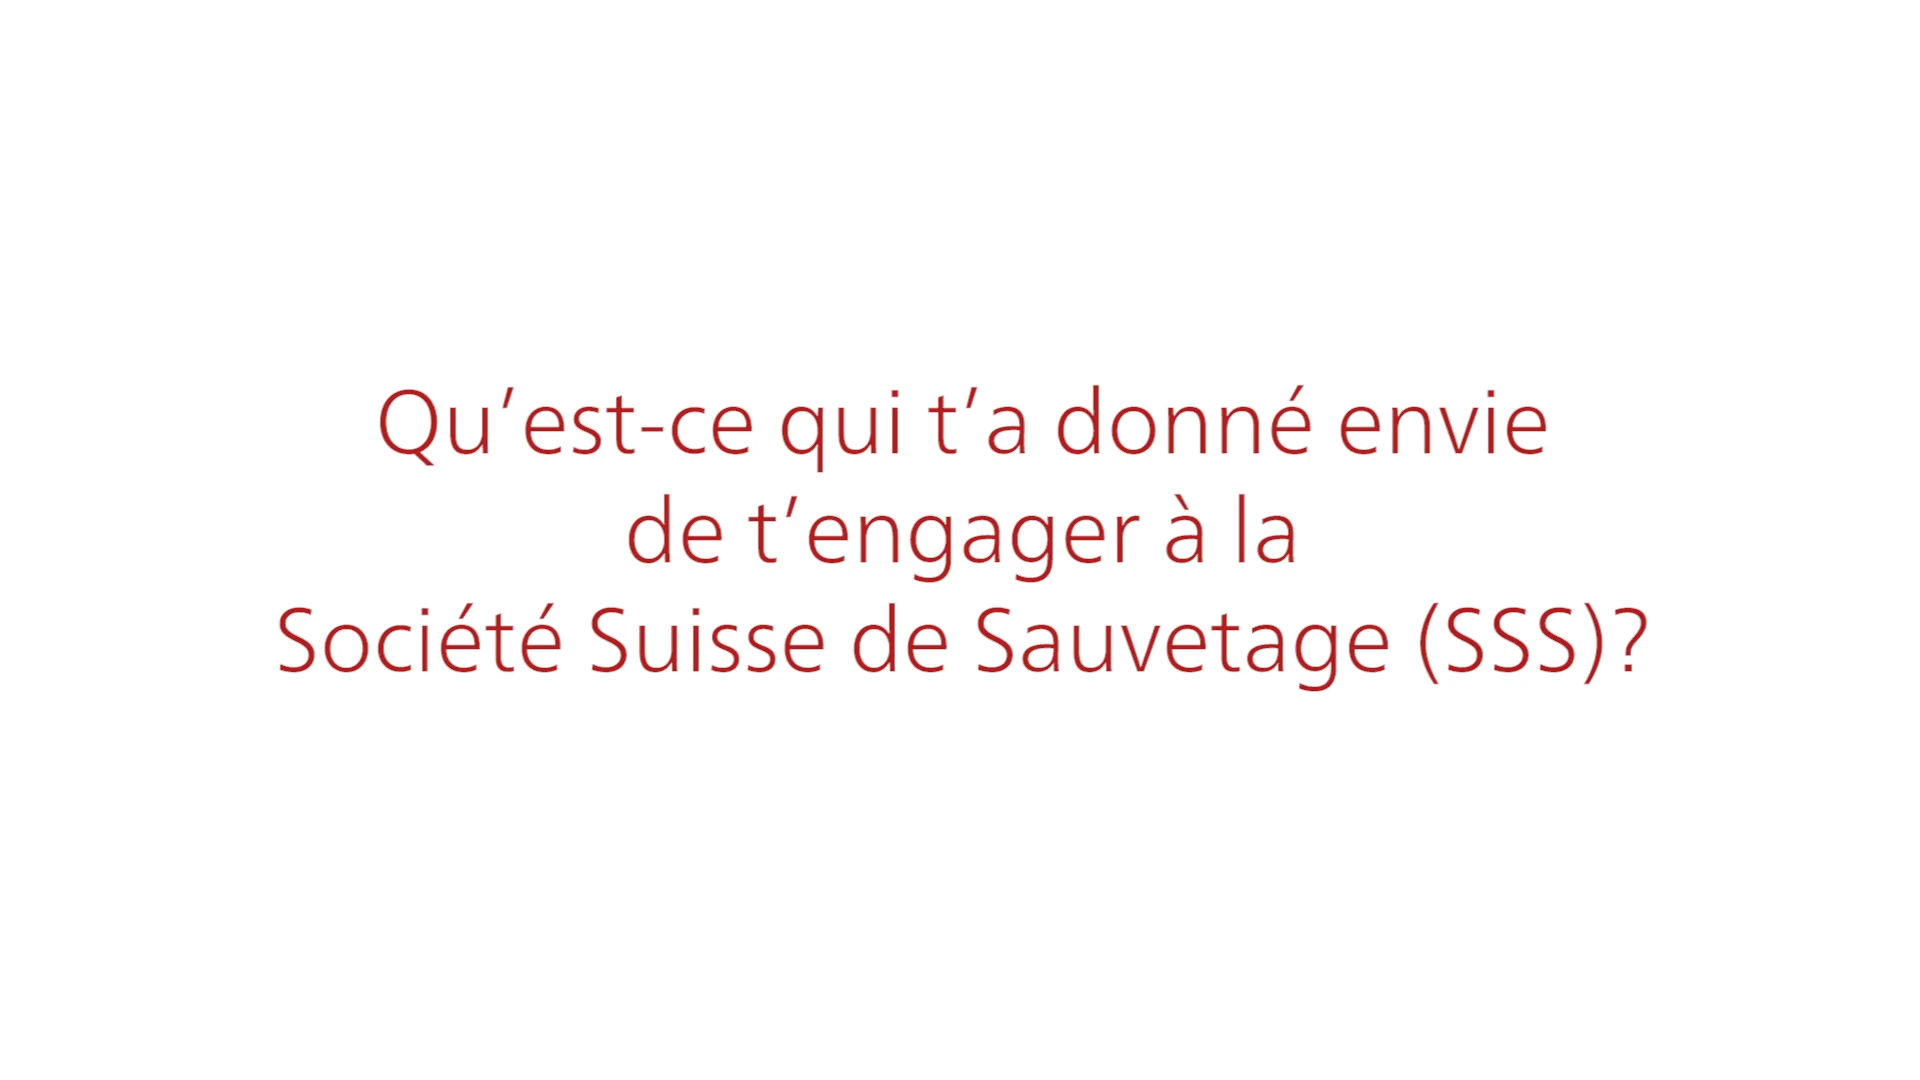 Qu’est-ce qui t’a donné envie
de t’engager à la
Société Suisse de Sauvetage (SSS)?